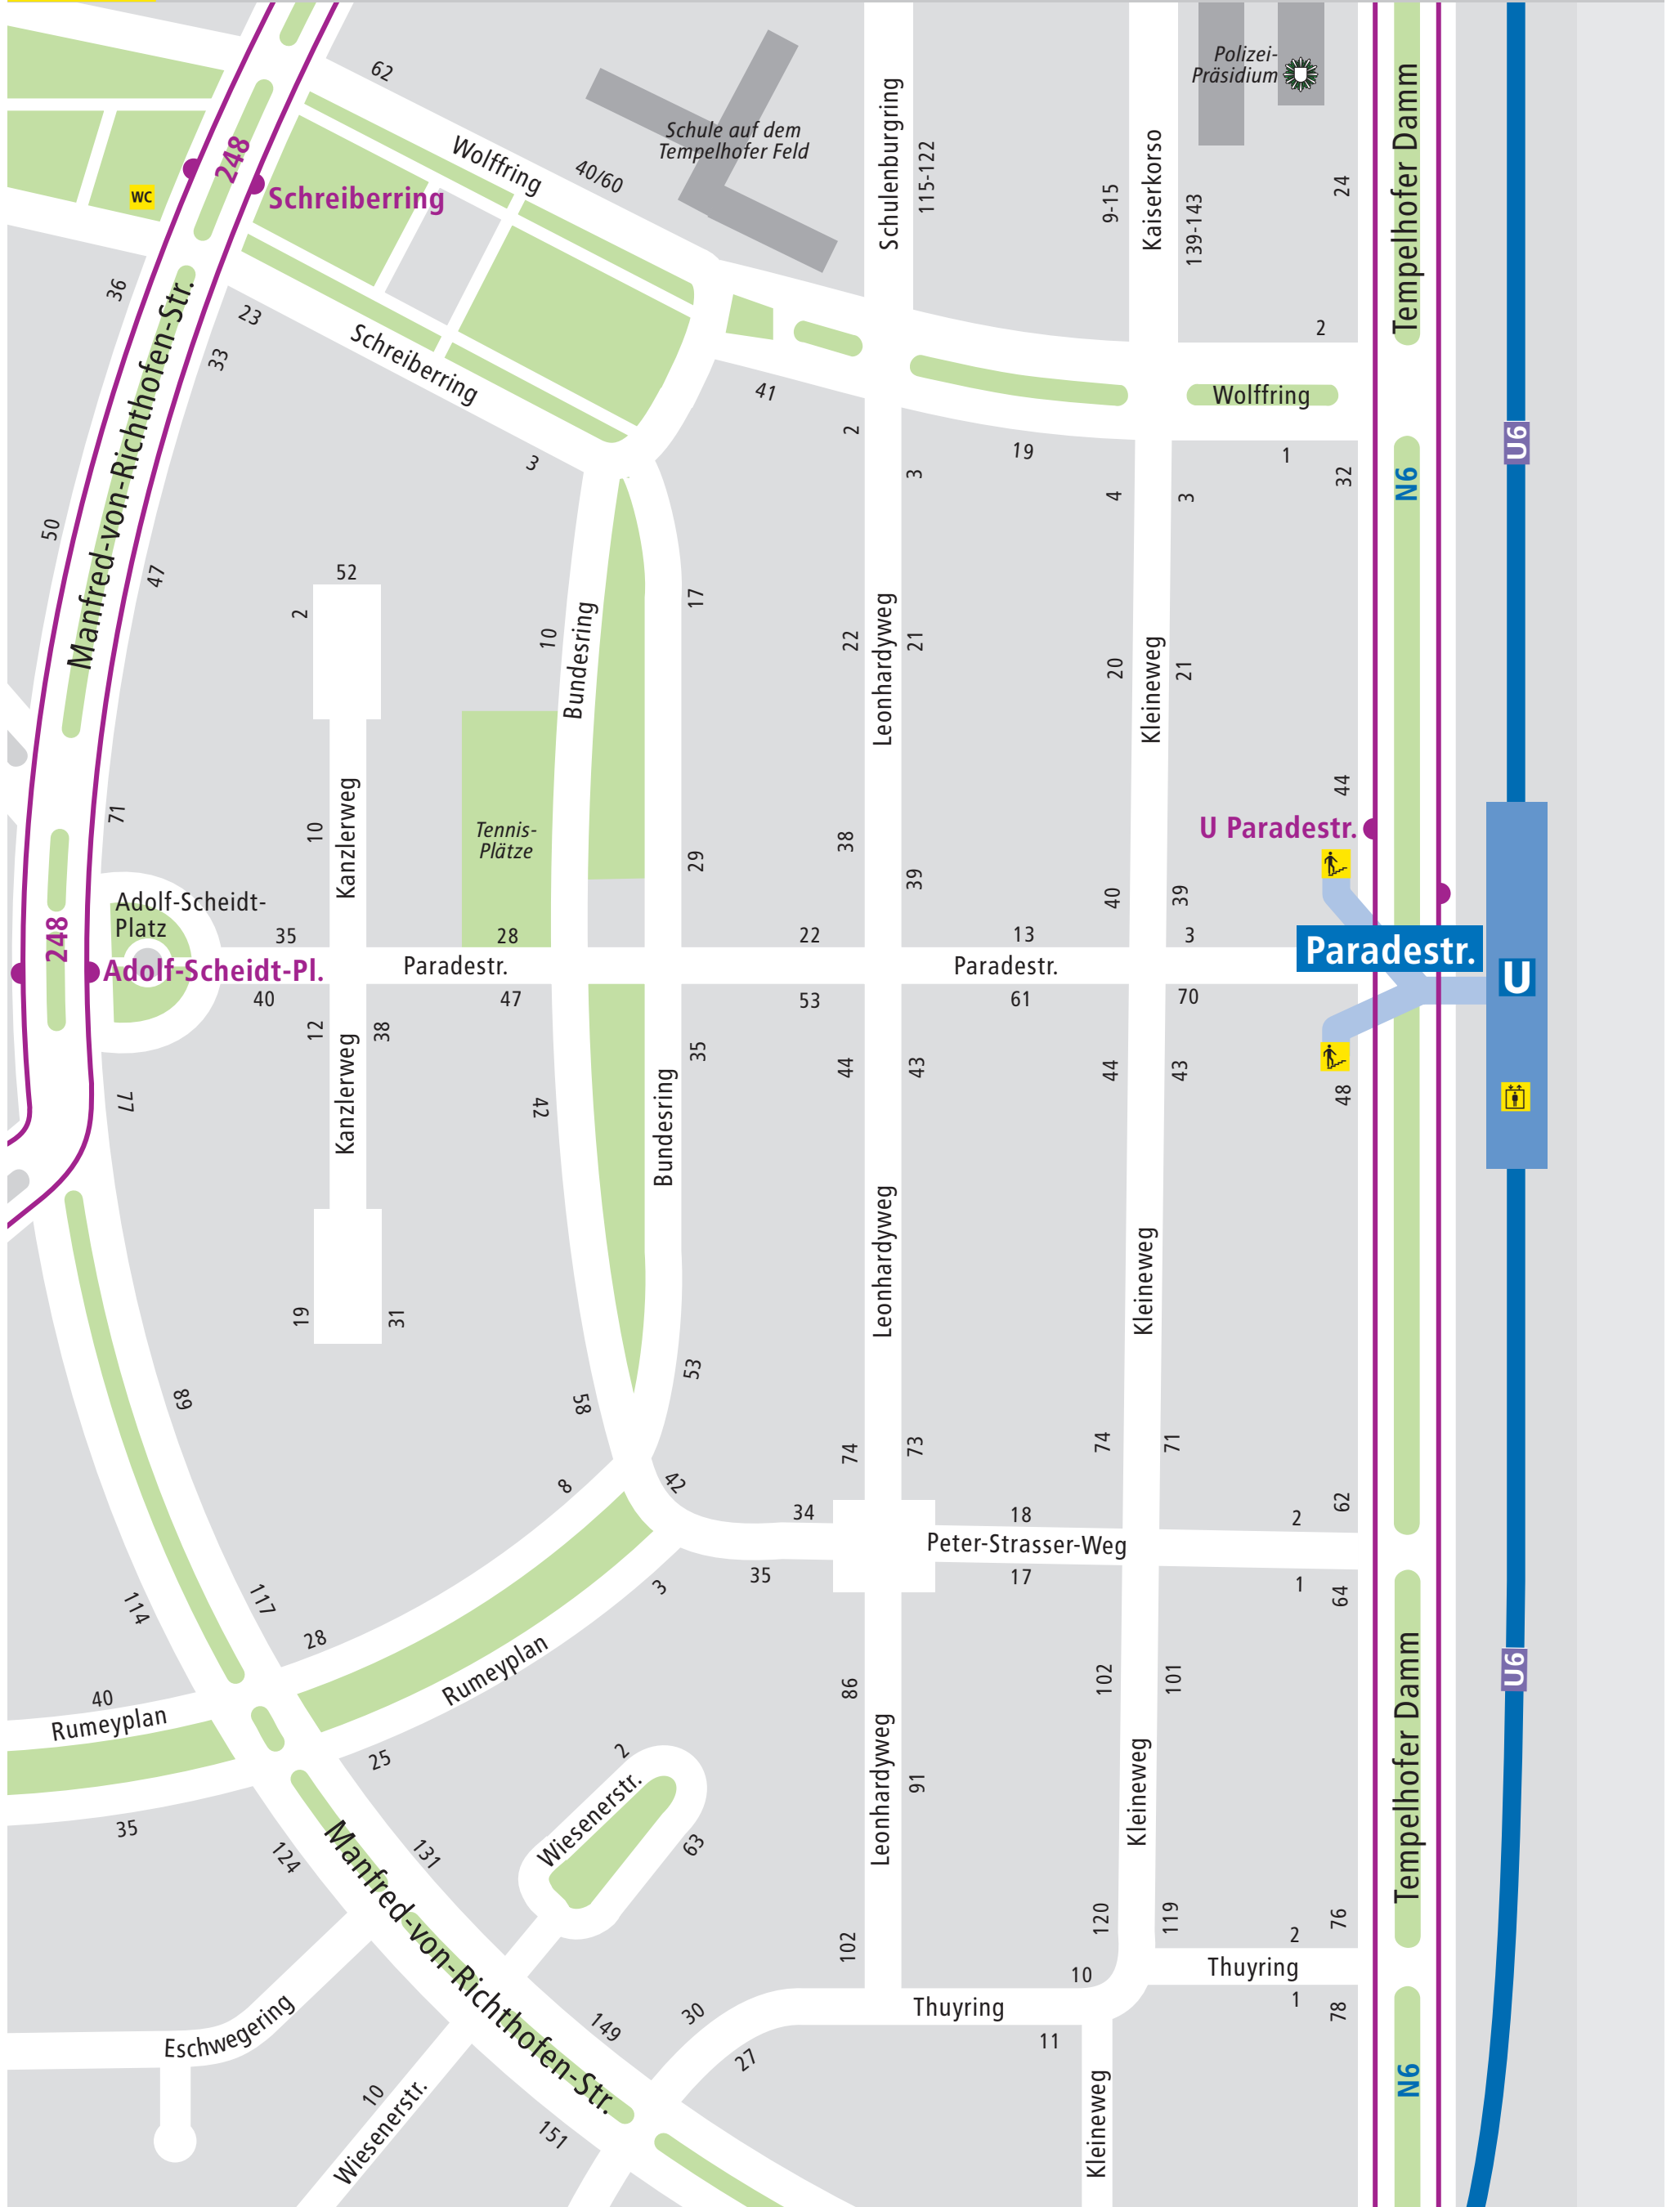 Polizei-
Präsidium
62
Schule auf dem
Tempelhofer Feld
Wolffring
40/60
Schulenburgring
115-122
9-15
Kaiserkorso
139-143
24
Tempelhofer Damm
248
WC
Schreiberring
36
23
33
Schreiberring
3
41
2
Wolffring
2
3
19
1
32
4
3
N6
U6
Manfred-von-Richthofen-Str.
50
47
52
2
10
Bundesring
17
22
Leonhardyweg
21
20
Kleineweg
21
44
71
10
Kanzlerweg
Tennis-
Plätze
29
38
39
40
39
U Paradestr.
Adolf-Scheidt-
Platz
248
35
28
22
13
3
Paradestr.
U
Adolf-Scheidt-Pl.
Paradestr.
Paradestr.
40
47
53
61
70
12
38
35
44
43
44
43
48
77
Kanzlerweg
42
Bundesring
Leonhardyweg
Kleineweg
19
31
89
58
53
74
73
74
71
8
42
34
18
2
62
Peter-Strasser-Weg
35
17
1
64
3
114
117
28
Rumeyplan
40
Rumeyplan
86
102
101
U6
25
2
Wiesenerstr.
63
Leonhardyweg
91
Kleineweg
Tempelhofer Damm
35
124
131
Manfred-von-Richthofen-Str.
102
120
119
2
76
10
Thuyring
Thuyring
1
78
Eschwegering
149
30
27
11
10
Wiesenerstr.
151
Kleineweg
N6